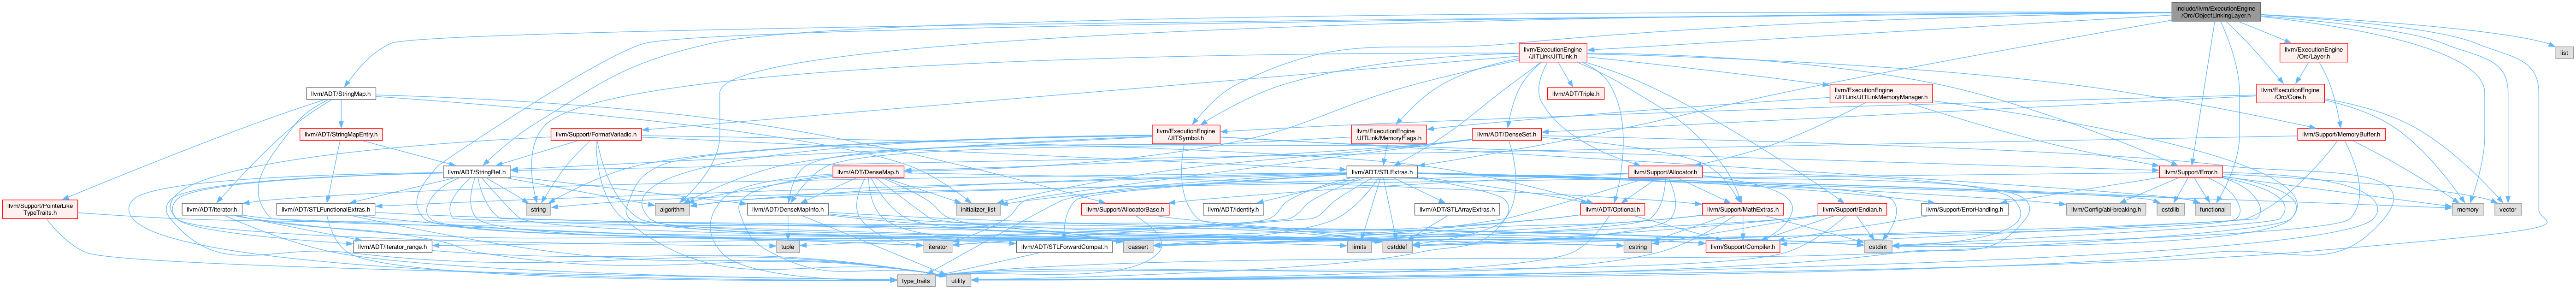 include/llvm/ExecutionEngine
/Orc/ObjectLinkingLayer.h
llvm/ExecutionEngine
/JITLink/JITLink.h
llvm/ExecutionEngine
/Orc/Layer.h
list
llvm/ADT/StringMap.h
llvm/ADT/Triple.h
llvm/ExecutionEngine
/JITLink/JITLinkMemoryManager.h
llvm/ExecutionEngine
/Orc/Core.h
llvm/ADT/StringMapEntry.h
llvm/Support/FormatVariadic.h
llvm/ExecutionEngine
/JITSymbol.h
llvm/ExecutionEngine
/JITLink/MemoryFlags.h
llvm/ADT/DenseSet.h
llvm/Support/MemoryBuffer.h
llvm/ADT/StringRef.h
llvm/ADT/DenseMap.h
llvm/ADT/STLExtras.h
llvm/Support/Allocator.h
llvm/Support/Error.h
llvm/Support/PointerLike
TypeTraits.h
llvm/ADT/iterator.h
llvm/ADT/STLFunctionalExtras.h
string
algorithm
llvm/ADT/DenseMapInfo.h
initializer_list
llvm/Support/AllocatorBase.h
llvm/ADT/identity.h
llvm/ADT/STLArrayExtras.h
llvm/ADT/Optional.h
llvm/Support/MathExtras.h
llvm/Support/Endian.h
llvm/Support/ErrorHandling.h
llvm/Config/abi-breaking.h
cstdlib
functional
memory
vector
llvm/ADT/iterator_range.h
tuple
iterator
llvm/ADT/STLForwardCompat.h
cassert
limits
cstddef
cstring
llvm/Support/Compiler.h
cstdint
type_traits
utility